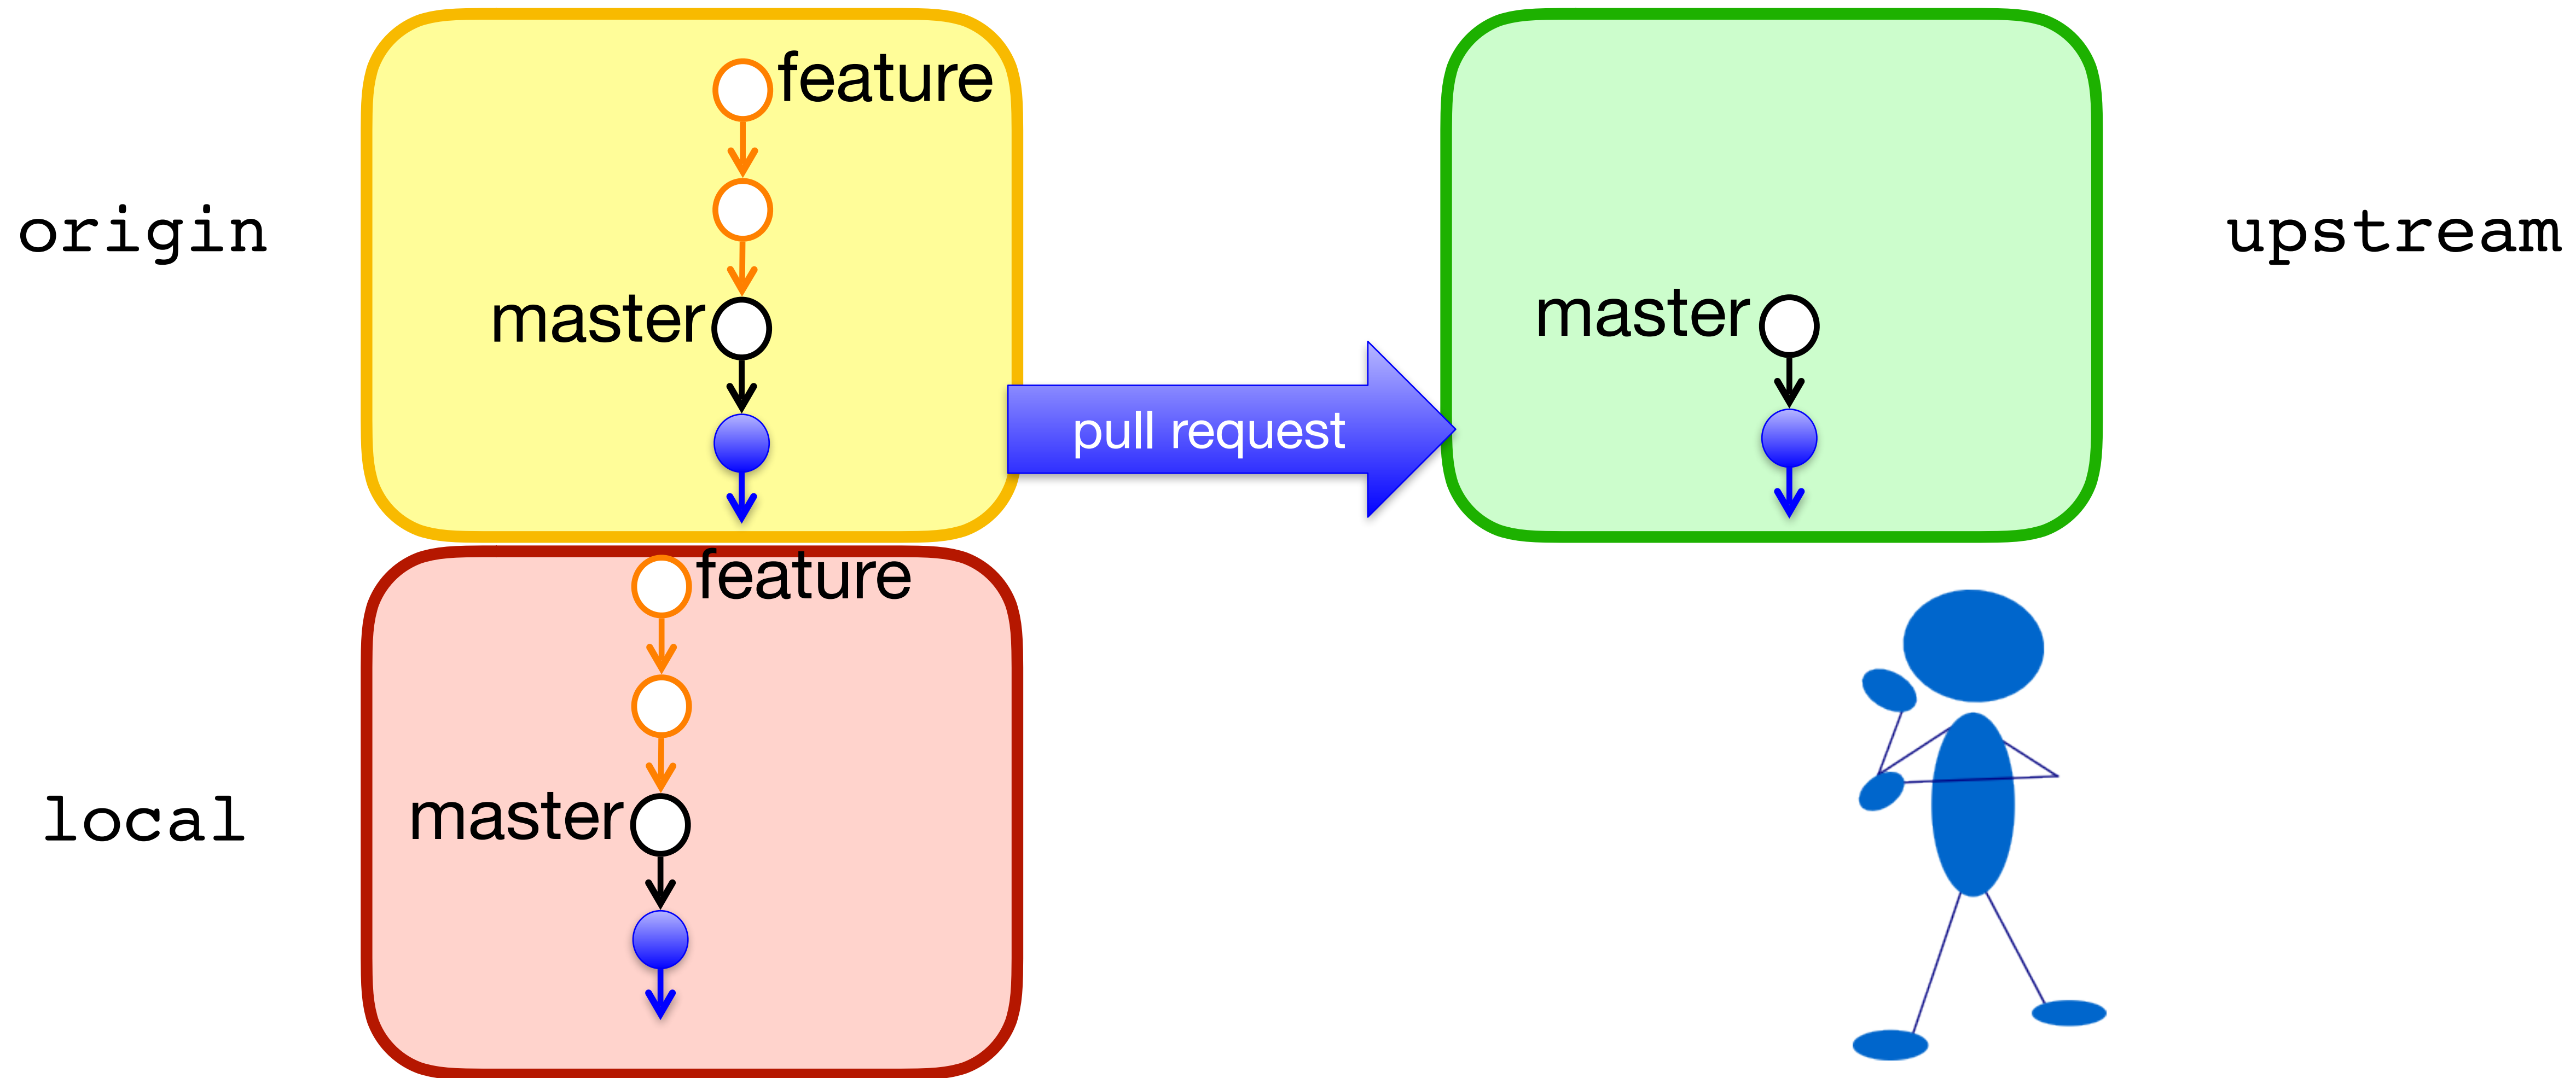 feature
origin
upstream
master
master
pull request
feature
local
master